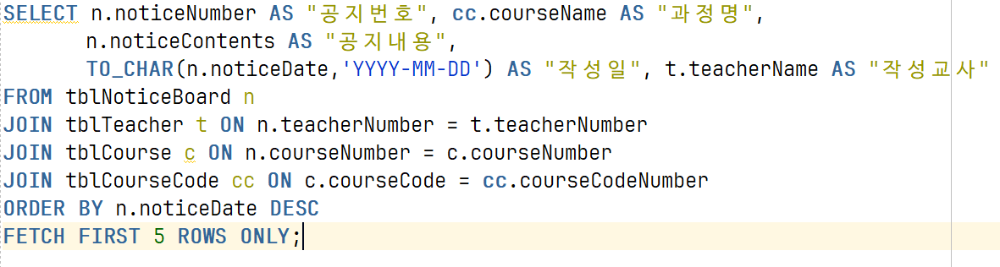 SELECT n.noticeNumber AS "공지번호", cc.courseName AS "과정명",
n.noticeContents AS "공지내용",
TO_CHAR(n.noticeDate,'YYYY-MM-DD') AS "작성일", t.teacherName AS "작성교사"
FROM tblNoticeBoard n
JOIN tblTeacher t ON n.teacherNumber = t.teacherNumber
JOIN tblCourse c ON n.courseNumber = c.courseNumber
JOIN tblCourseCode cc ON c.courseCode = cc.courseCodeNumber
ORDER BY n.noticeDate DESC
FETCH FIRST 5 ROWS ONLY;